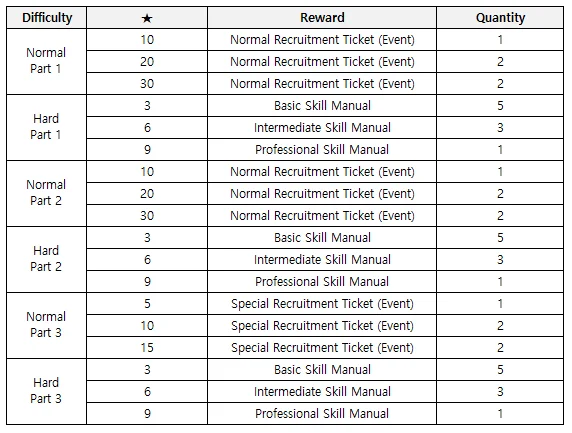 Difficulty ★ Reward Quantity
Normal Part 1 10 Normal Recruitment Ticket (Event) 1
20 Normal Recruitment Ticket (Event) 2
30 Normal Recruitment Ticket (Event) 2
Hard Part 1 3 Basic Skill Manual 5
6 Intermediate Skill Manual 3
9 Professional Skill Manual 1
Normal Part 2 10 Normal Recruitment Ticket (Event) 1
20 Normal Recruitment Ticket (Event) 2
30 Normal Recruitment Ticket (Event) 2
Hard Part 2 3 Basic Skill Manual 5
6 Intermediate Skill Manual 3
9 Professional Skill Manual 1
Normal Part 3 5 Special Recruitment Ticket (Event) 1
10 Special Recruitment Ticket (Event) 2
15 Special Recruitment Ticket (Event) 2
Hard Part 3 3 Basic Skill Manual 5
6 Intermediate Skill Manual 3
9 Professional Skill Manual 1